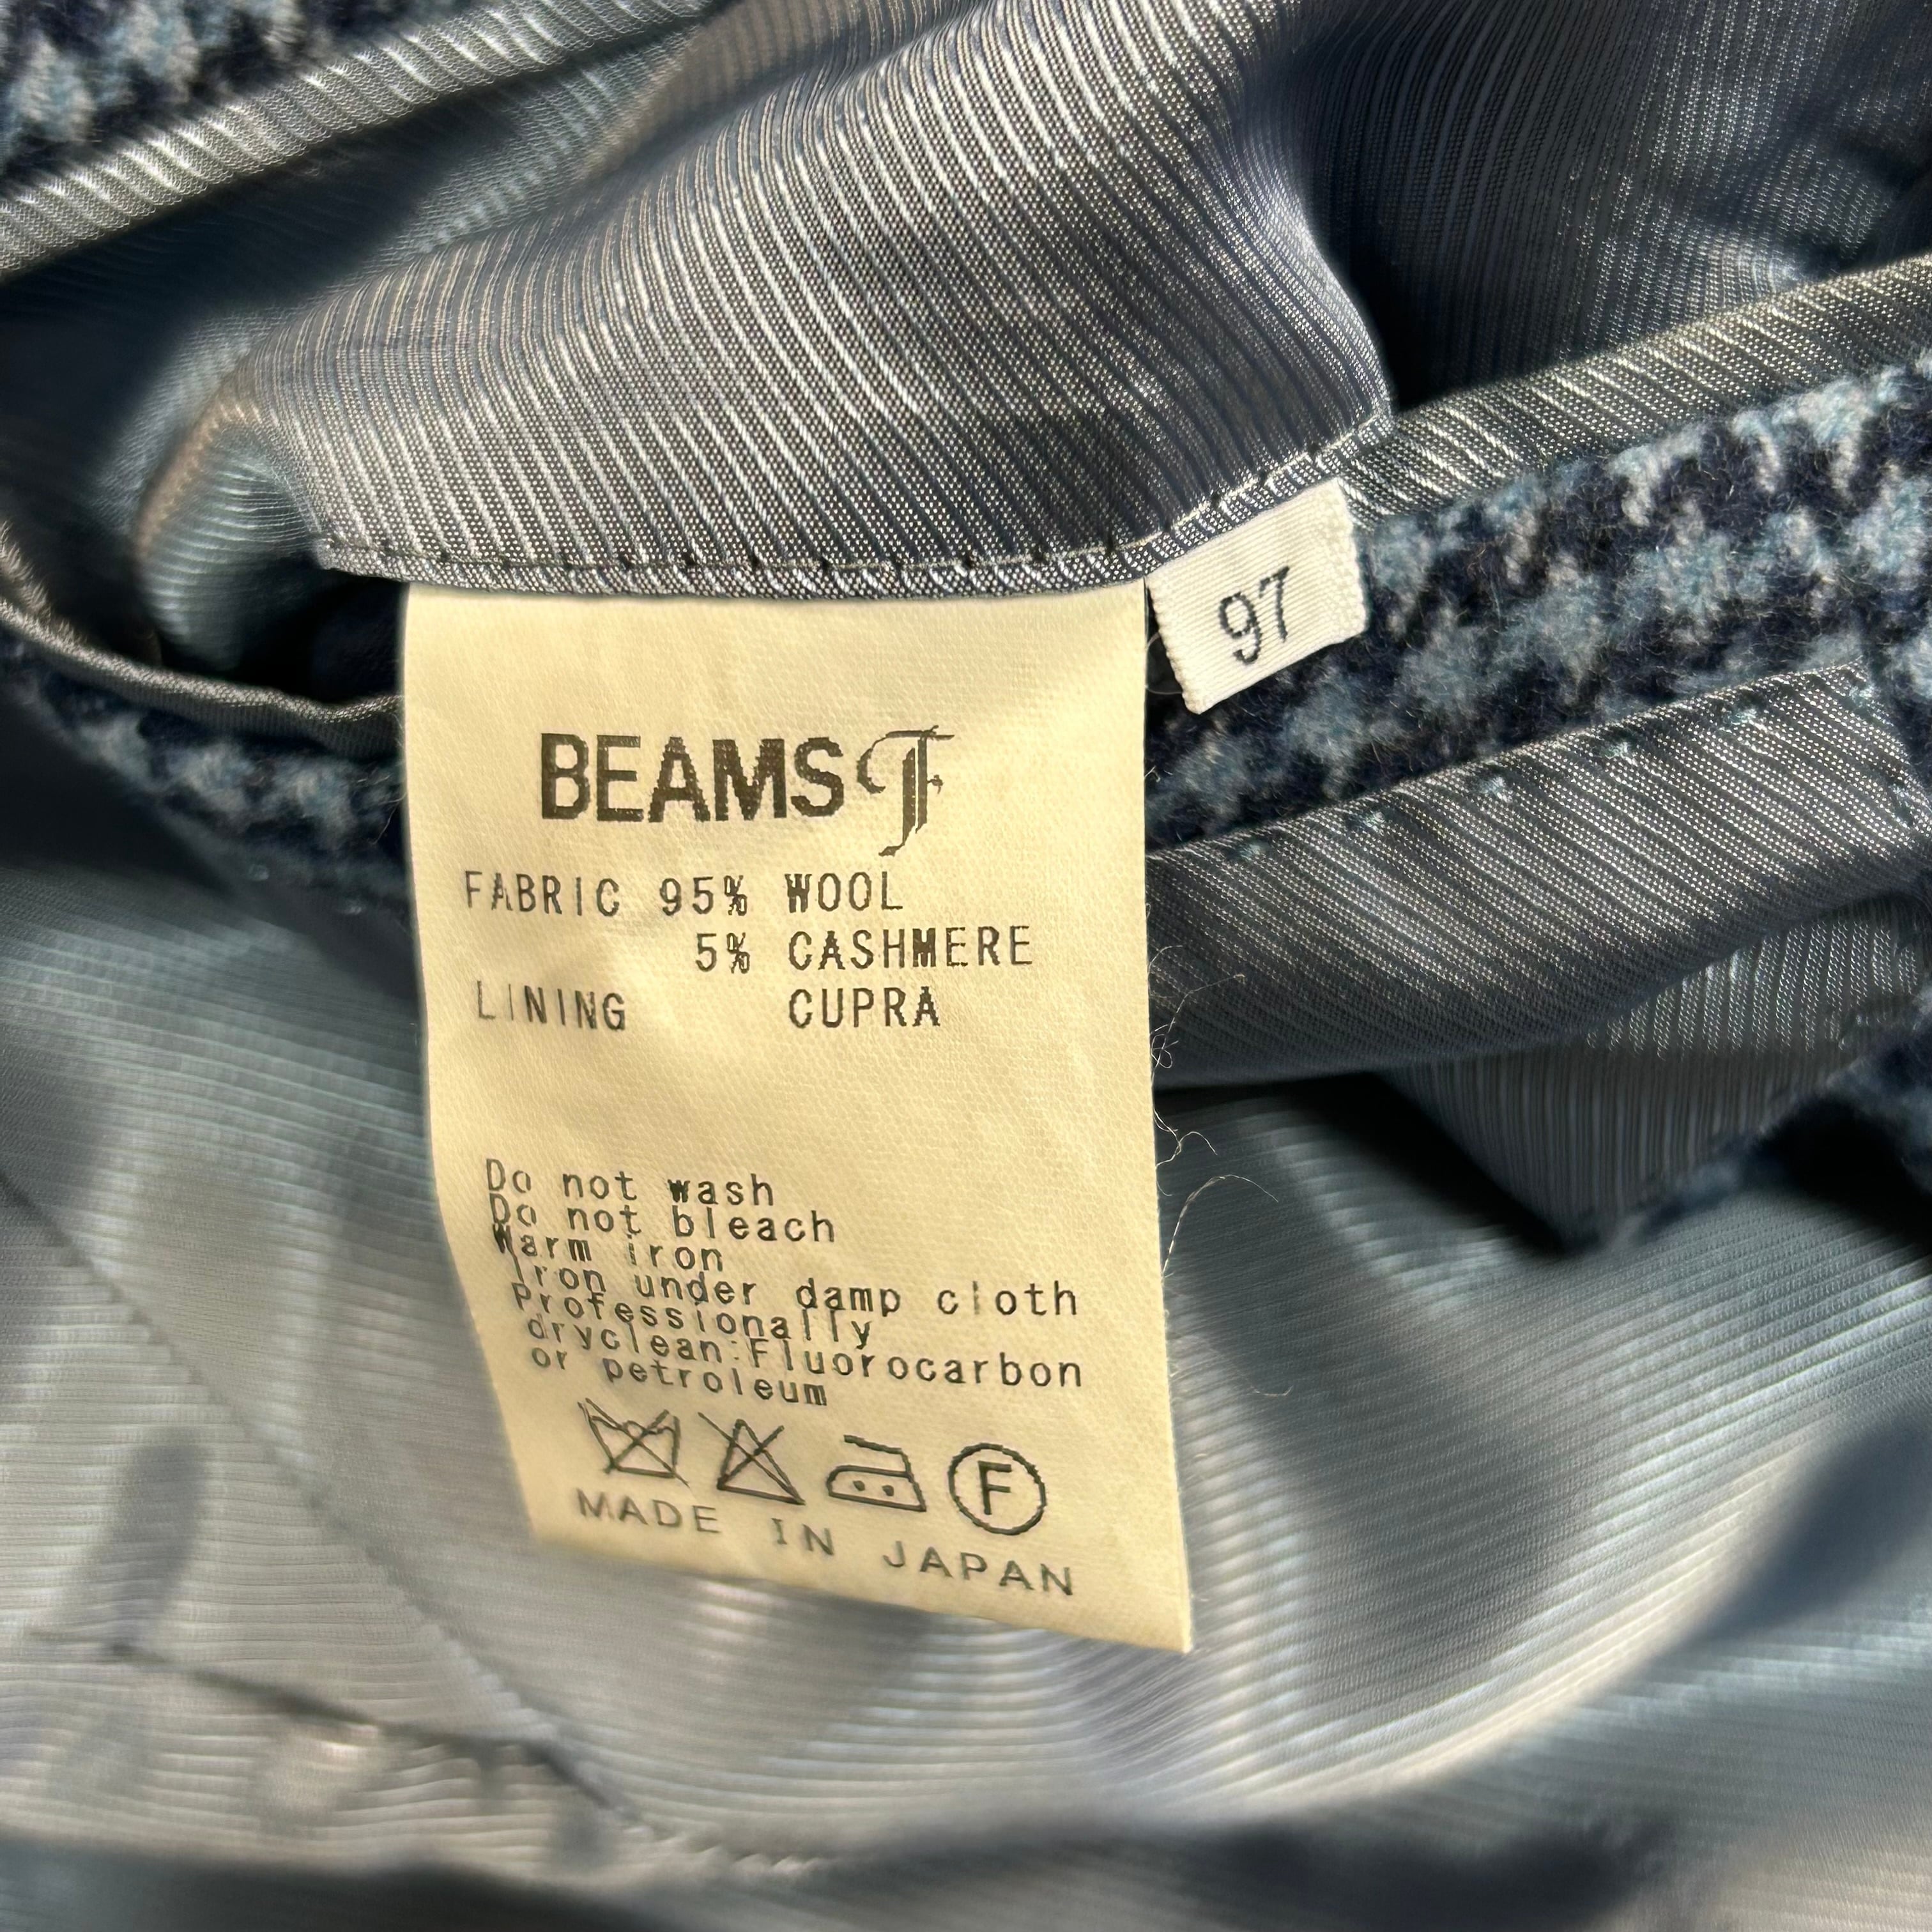 97
BEAMS F
FABRIC 95% WOOL
5% CASHMERE
LINING CUPRA
Do not wash
Do not bleach
Warm iron
Iron under damp cloth
Professionally
dryclean:Fluorocarbon
or petroleum
F
MADE IN JAPAN